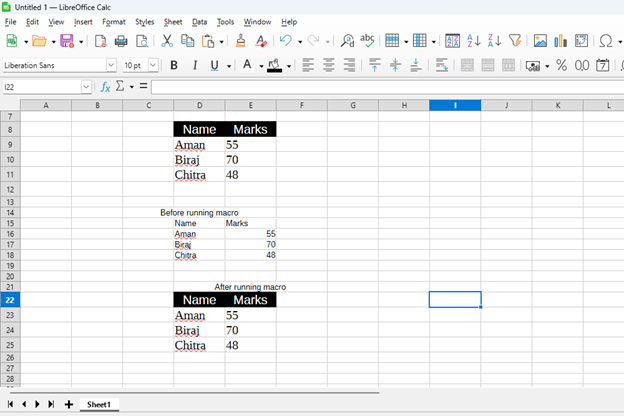 Untitled 1 — LibreOffice Calc
File Edit View Insert Format Styles Sheet Data Tools Window Help
Liberation Sans 10 pt B I U A
I22 fx Σ =
A B C D E F G H I J K L
7
8 Name Marks
9 Aman 55
10 Biraj 70
11 Chitra 48
12
13
14 Before running macro
15 Name Marks
16 Aman 55
17 Biraj 70
18 Chitra 48
19
20
21 After running macro
22 Name Marks
23 Aman 55
24 Biraj 70
25 Chitra 48
26
27
28
Sheet1